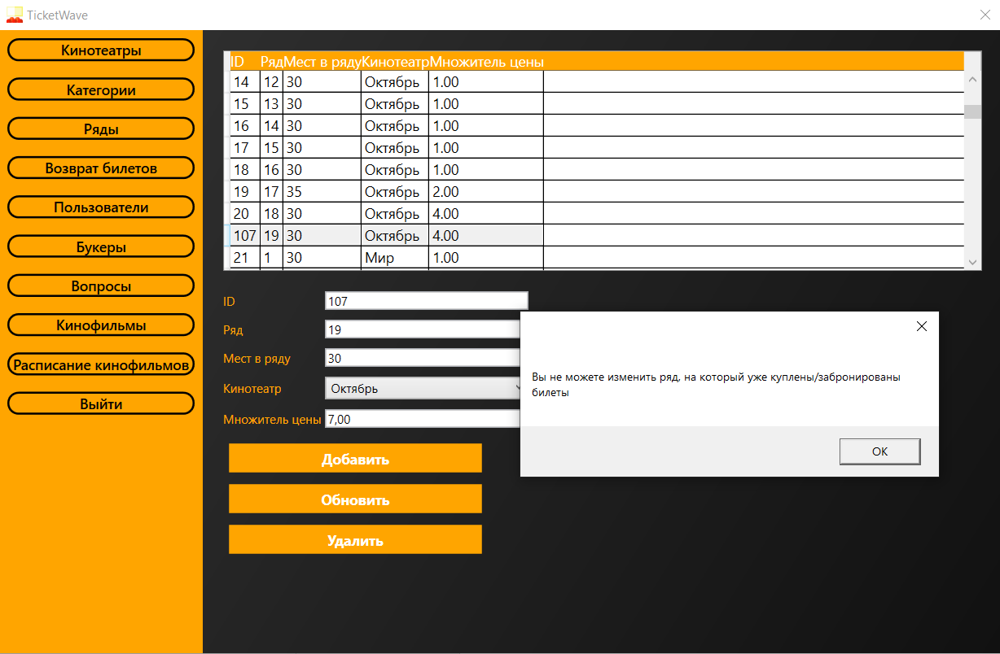 TicketWave
Кинотеатры
Категории
Ряды
Возврат билетов
Пользователи
Букеры
Вопросы
Кинофильмы
Расписание кинофильмов
Выйти
ID Ряд Мест в ряду Кинотеатр Множитель цены
14 12 30 Октябрь 1.00
15 13 30 Октябрь 1.00
16 14 30 Октябрь 1.00
17 15 30 Октябрь 1.00
18 16 30 Октябрь 1.00
19 17 35 Октябрь 2.00
20 18 30 Октябрь 4.00
107 19 30 Октябрь 4.00
21 1 30 Мир 1.00
ID 107
Ряд 19
Мест в ряду 30
Кинотеатр Октябрь
Множитель цены 7,00
Добавить
Обновить
Удалить
Вы не можете изменить ряд, на который уже куплены/забронированы
билеты
ОК